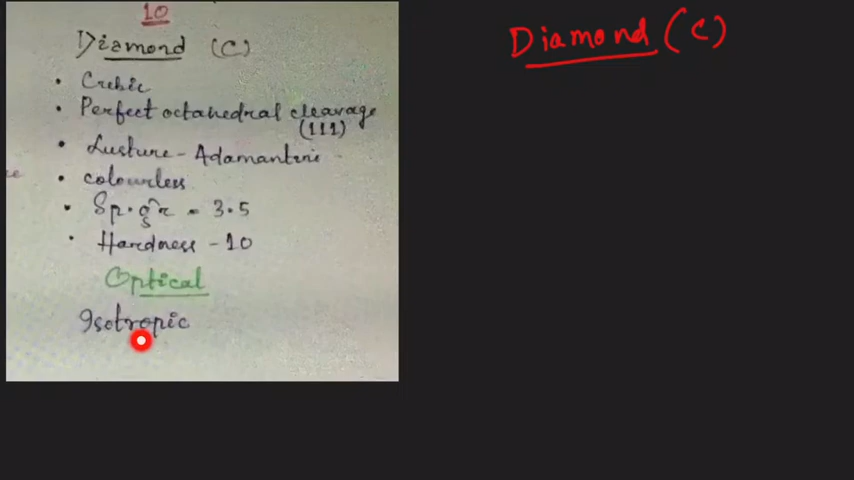 10
Diamond (C)
• Cubic
• Perfect octahedral cleavage
(111)
• Lusture - Adamantine
• colourless
• Sp. gr = 3.5
• Hardness - 10
Optical
Isotropic
Diamond (C)